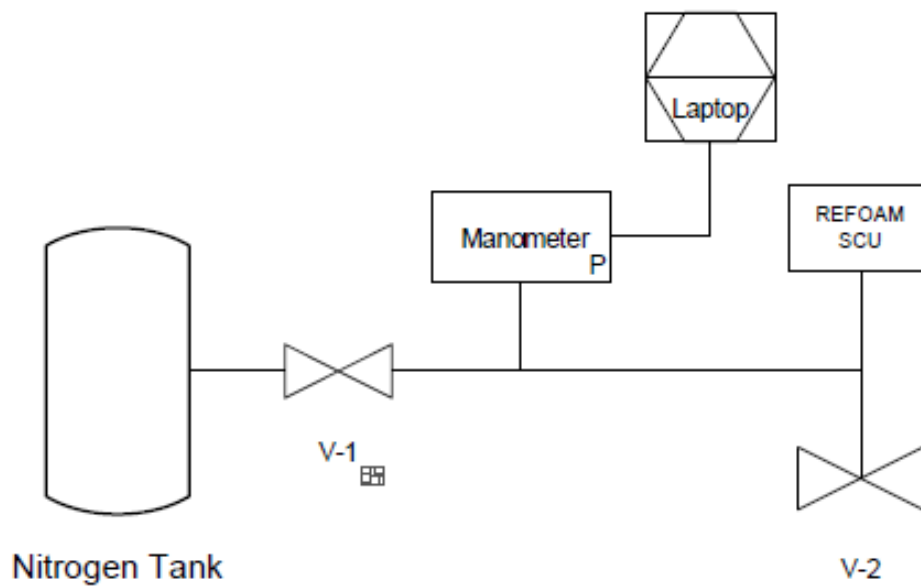 Laptop
Manometer
P
REFOAM
SCU
V-1
Nitrogen Tank
V-2